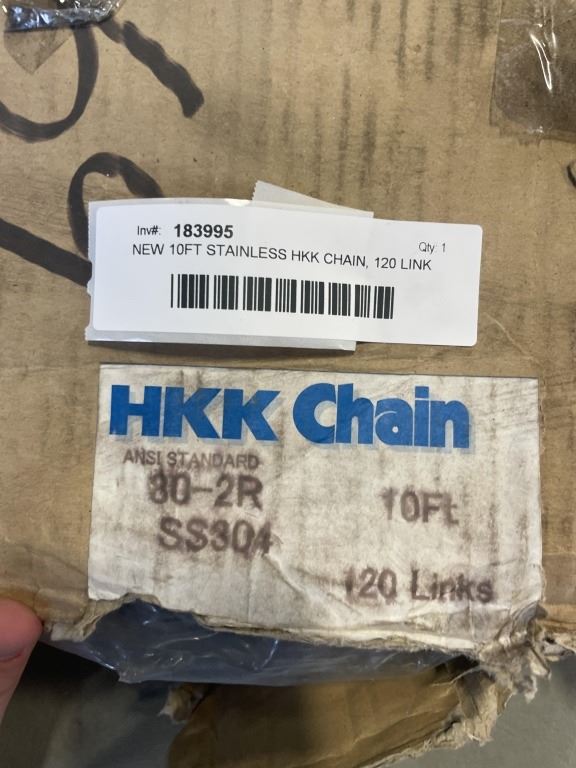 Inv#: 183995
Qty: 1
NEW 10FT STAINLESS HKK CHAIN, 120 LINK
HKK Chain
ANSI STANDARD
80-2R 10Ft
SS304
120 Links